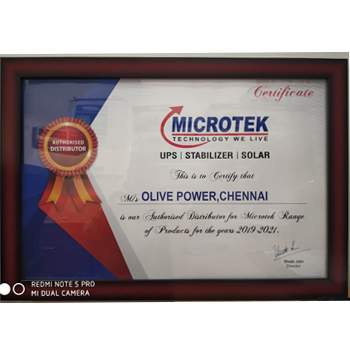 Certificate
AUTHORISED
DISTRIBUTOR
MICROTEK
TECHNOLOGY WE LIVE
UPS | STABILIZER | SOLAR
This is to Certify that
M/s OLIVE POWER,CHENNAI
is our Authorised Distributor for Microtek Range
of Products for the years 2019-2021.
Director
REDMI NOTE 5 PRO
MI DUAL CAMERA